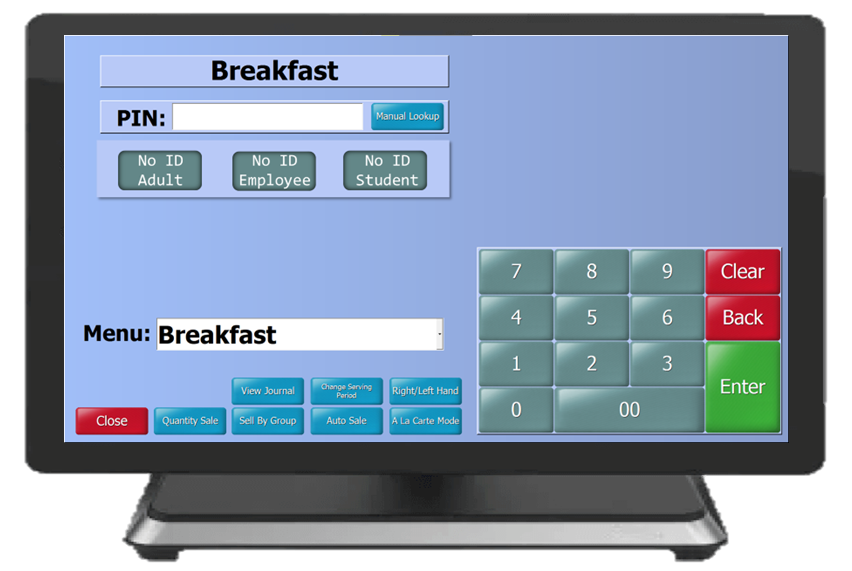 Breakfast
PIN:
Manual Lookup
No ID
Adult
No ID
Employee
No ID
Student
7
8
9
Clear
4
5
6
Back
Menu:
Breakfast
1
2
3
Enter
0
00
View Journal
Change Serving
Period
Right/Left Hand
Close
Quantity Sale
Sell By Group
Auto Sale
A La Carte Mode